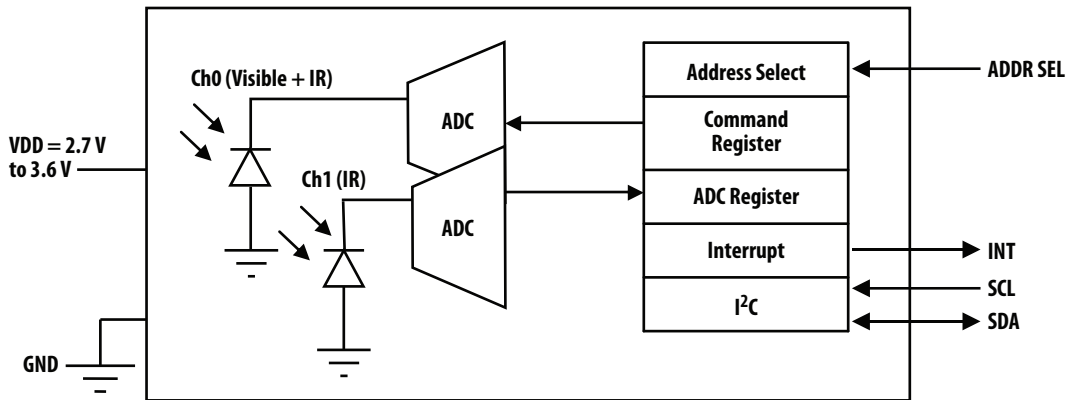 Ch0 (Visible + IR)
ADC
VDD = 2.7 V
to 3.6 V
Ch1 (IR)
ADC
GND
Address Select
Command
Register
ADC Register
Interrupt
I²C
ADDR SEL
INT
SCL
SDA